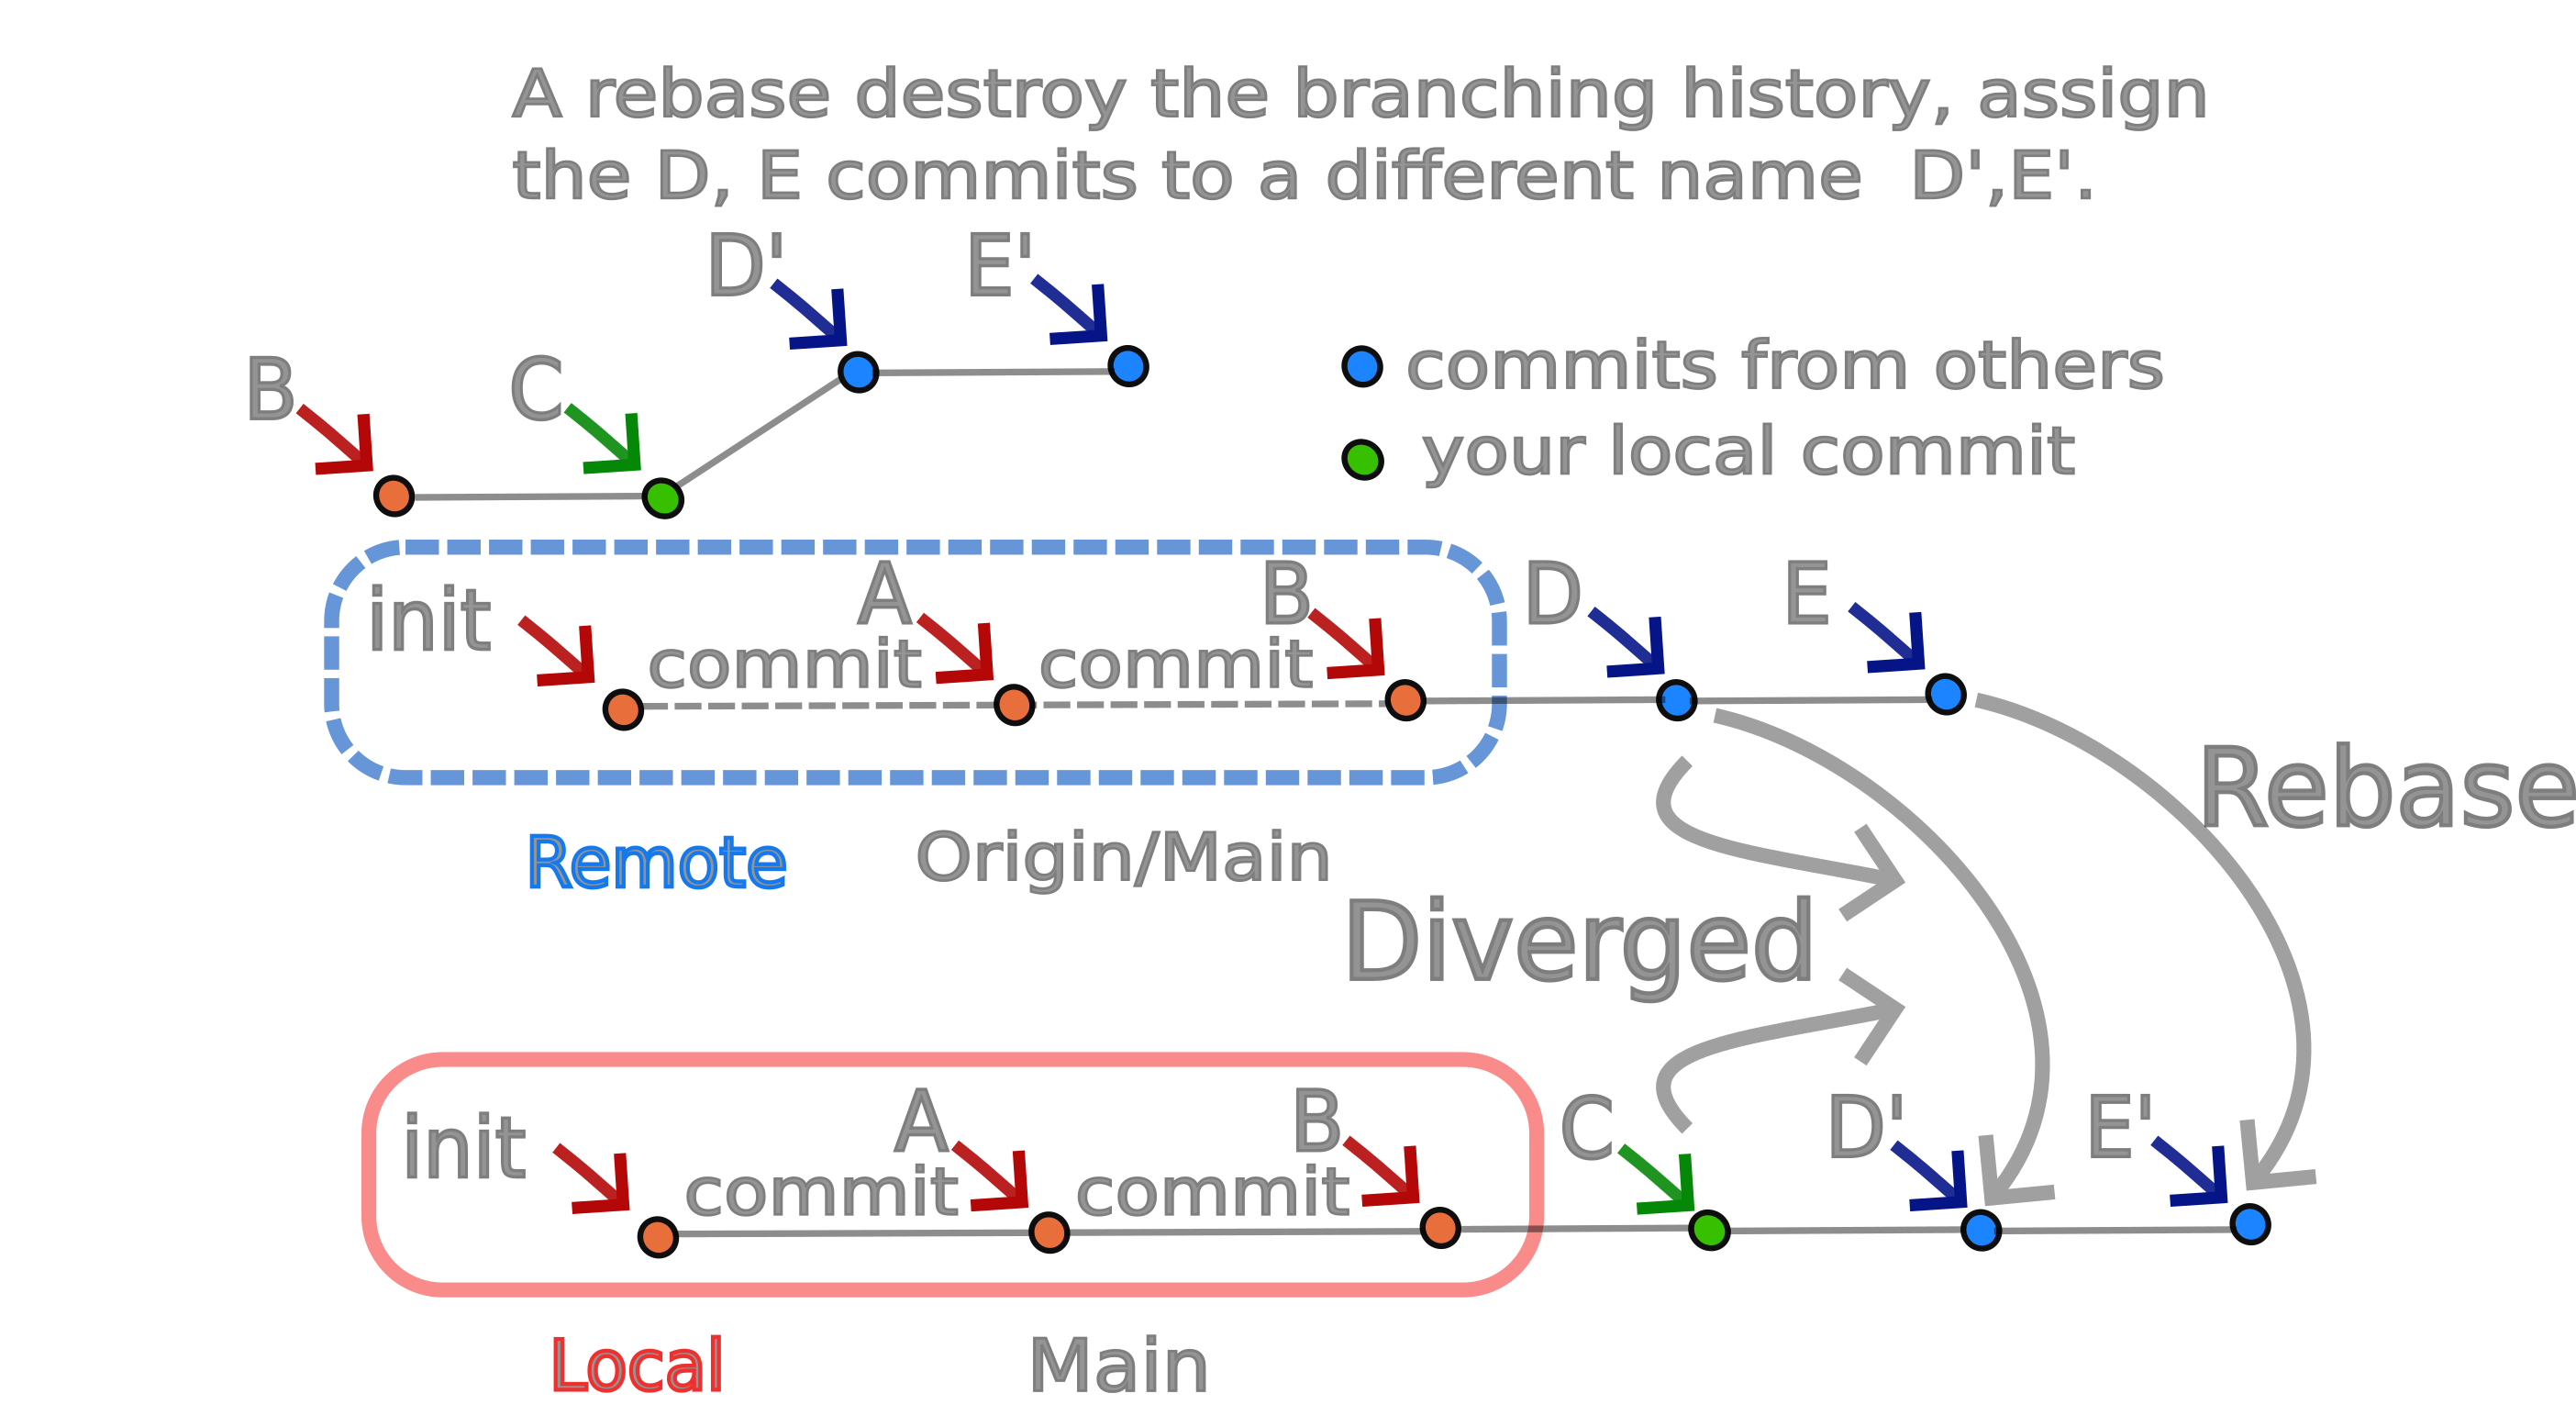 A rebase destroy the branching history, assign
the D, E commits to a different name  D',E'.
D' E'
B C
commits from others
your local commit
init A B D E
commit commit
Rebase
Remote Origin/Main
Diverged
init A B C D' E'
commit commit
Local Main